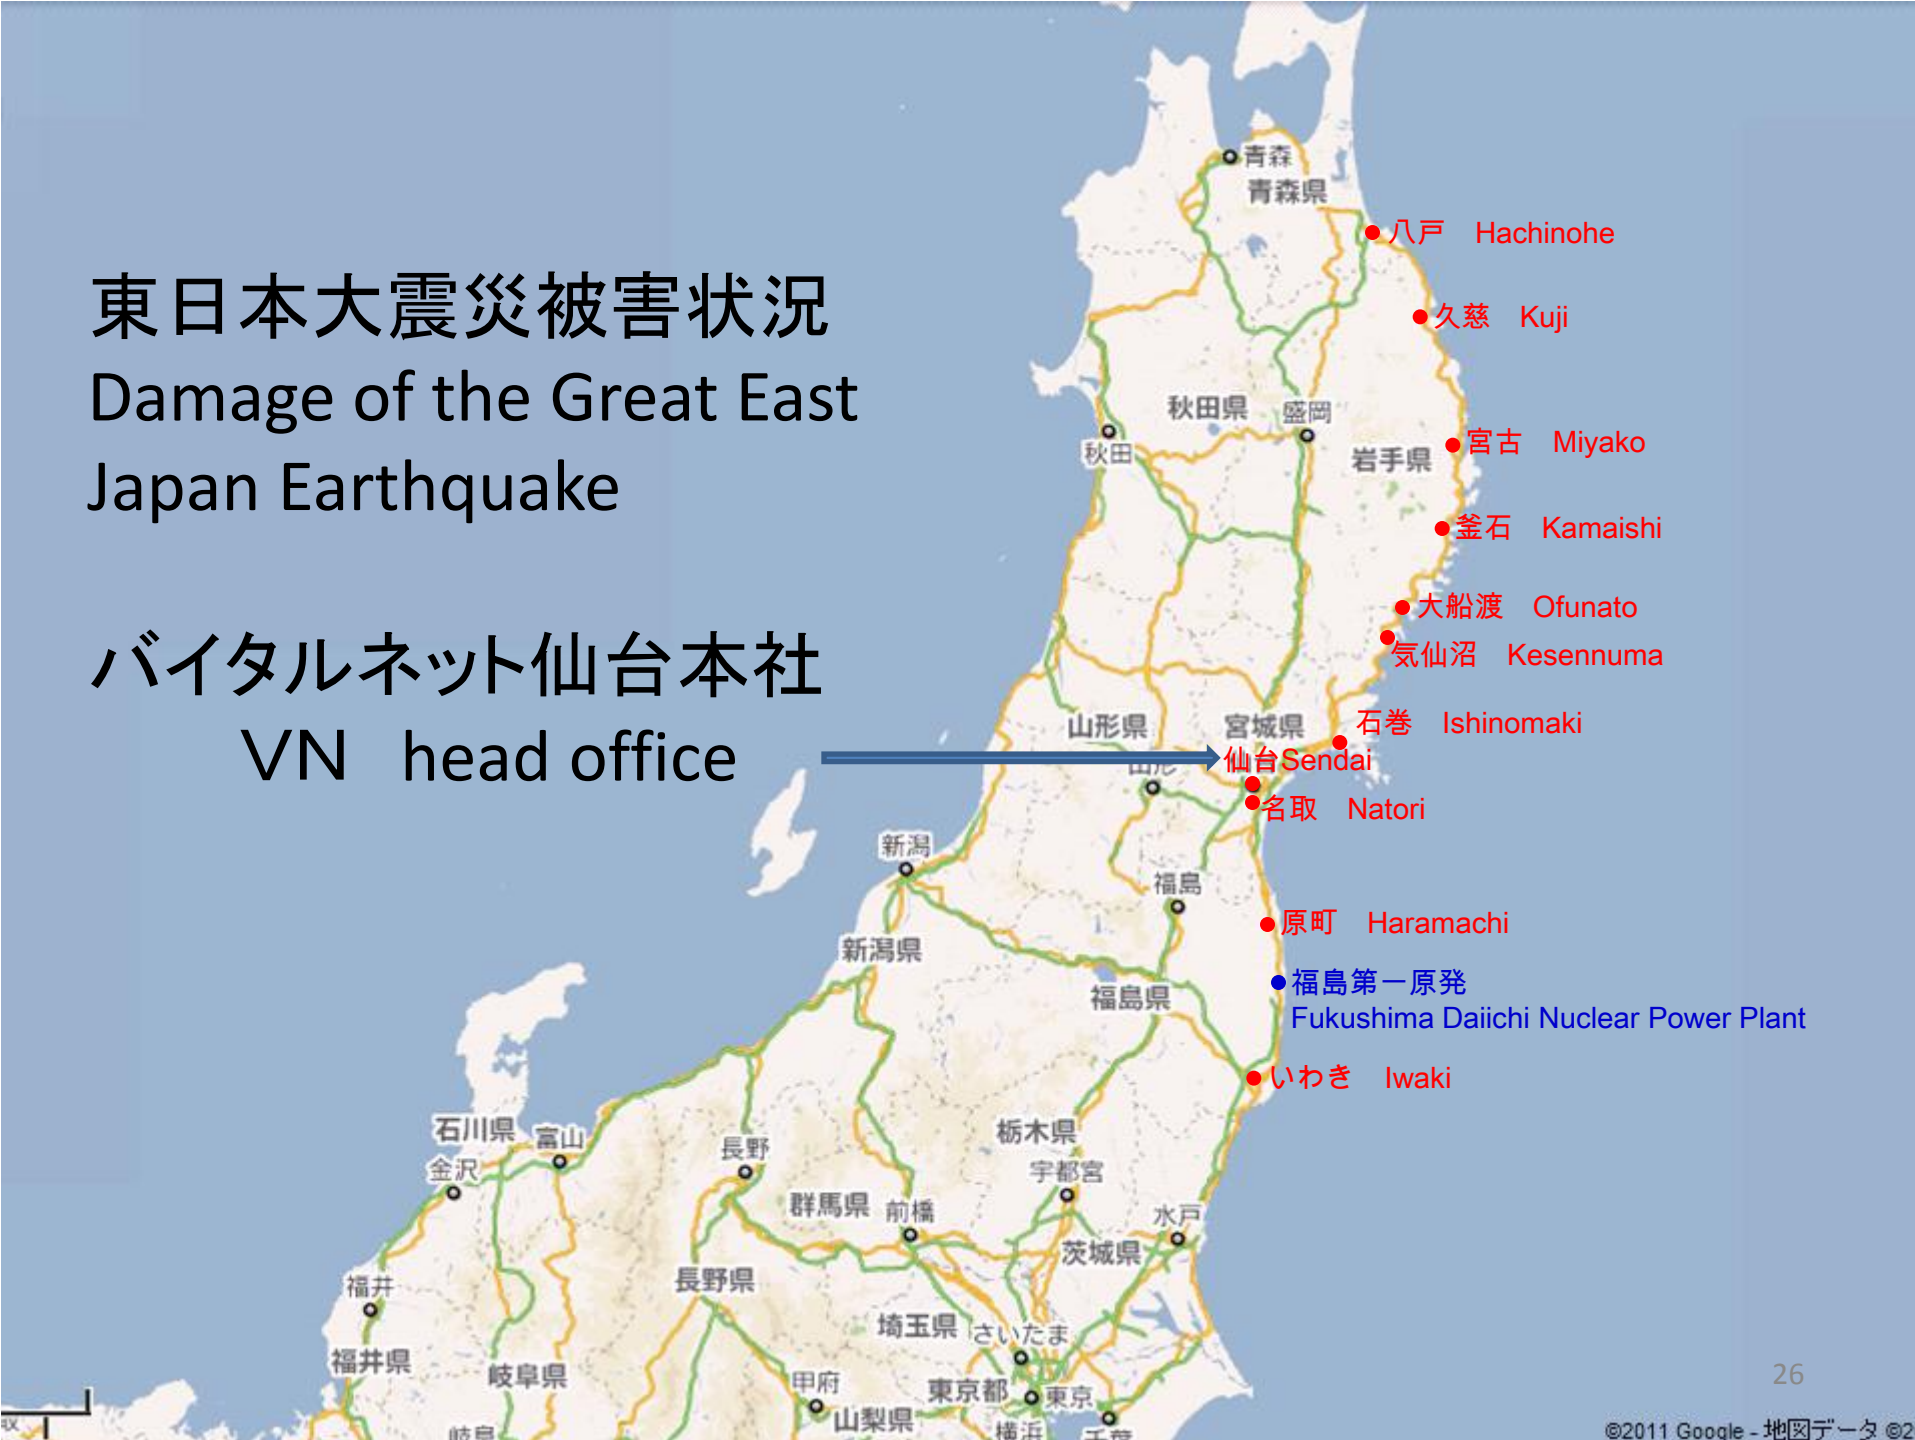 東日本大震災被害状況
Damage of the Great East
Japan Earthquake
バイタルネット仙台本社
VN　head office
青森
青森県
八戸　Hachinohe
久慈　Kuji
秋田県
盛岡
秋田
岩手県
宮古　Miyako
釜石　Kamaishi
大船渡　Ofunato
気仙沼　Kesennuma
山形県
宮城県
石巻　Ishinomaki
仙台Sendai
山形
名取　Natori
新潟
福島
原町　Haramachi
新潟県
福島県
福島第一原発
Fukushima Daiichi Nuclear Power Plant
いわき　Iwaki
石川県
富山
金沢
長野
栃木県
宇都宮
群馬県
前橋
水戸
茨城県
福井
長野県
埼玉県
さいたま
福井県
岐阜県
甲府
東京都
東京
山梨県
横浜
千葉
岐阜
26
©2011 Google - 地図データ ©2